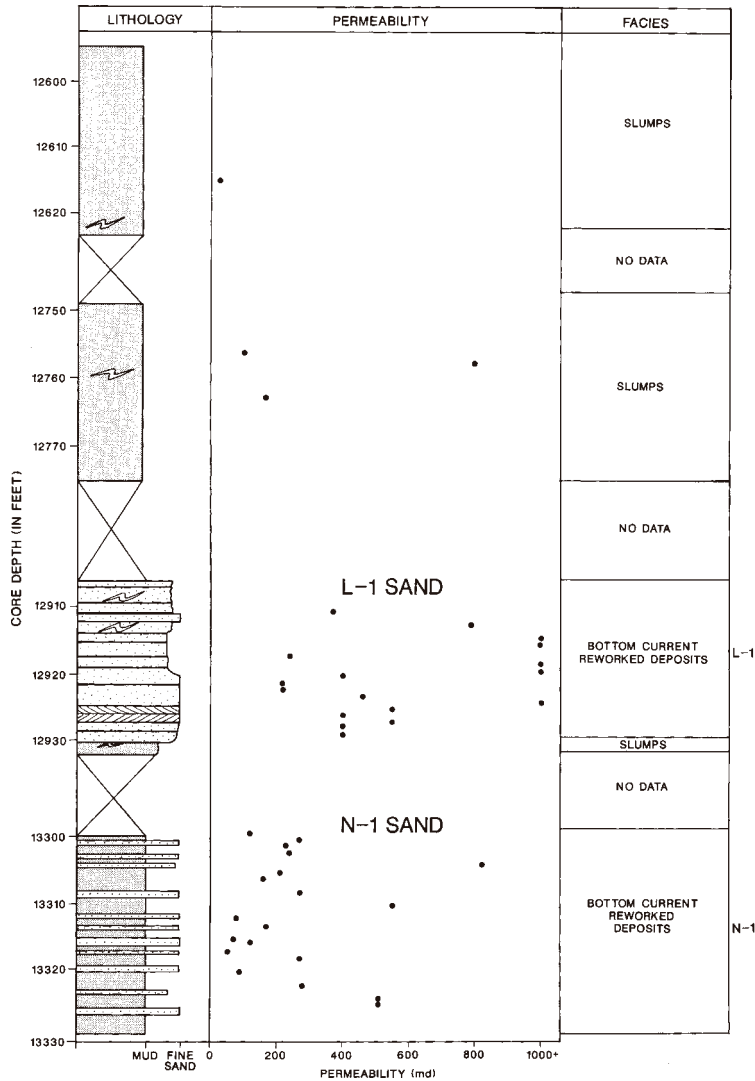 LITHOLOGY PERMEABILITY FACIES
12600
SLUMPS
12610
12620
NO DATA
12750
12760
SLUMPS
12770
CORE DEPTH (IN FEET)
NO DATA
L-1 SAND
12910
BOTTOM CURRENT
REWORKED DEPOSITS
L-1
12920
12930
SLUMPS
NO DATA
N-1 SAND
13300
13310
BOTTOM CURRENT
REWORKED
DEPOSITS
N-1
13320
13330
MUD FINE
SAND
0 200 400 600 800 1000+
PERMEABILITY (md)